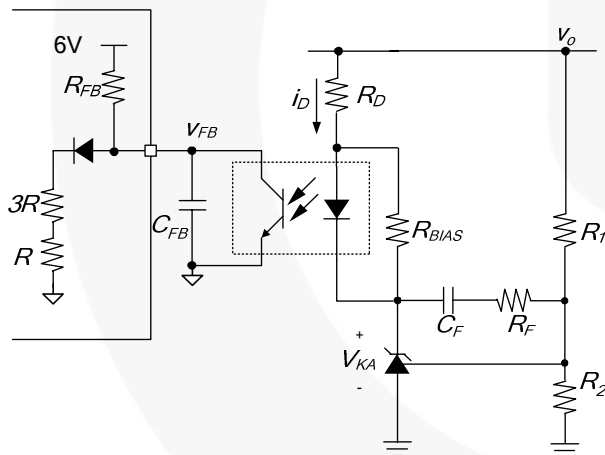 6V
v_o
R_FB
i_D
R_D
v_FB
3R
C_FB
R_BIAS
R_1
R
C_F
R_F
+
V_KA
-
R_2